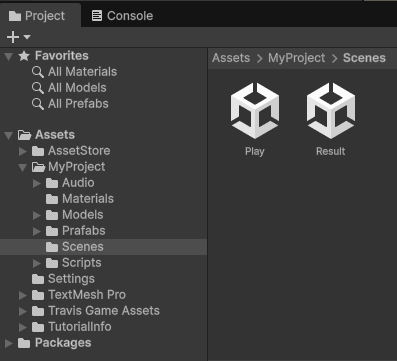 Project
Console
Favorites
All Materials
All Models
All Prefabs
Assets
AssetStore
MyProject
Audio
Materials
Models
Prafabs
Scenes
Scripts
Settings
TextMesh Pro
Travis Game Assets
TutorialInfo
Packages
Assets > MyProject > Scenes
Play
Result